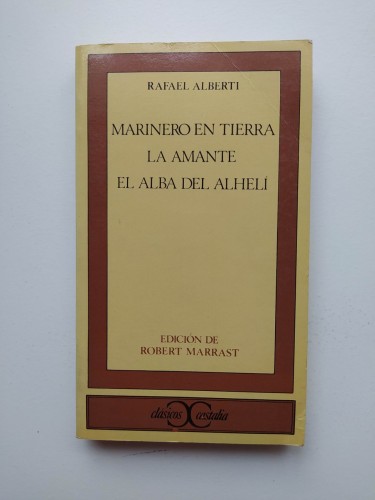 RAFAEL ALBERTI
MARINERO EN TIERRA
LA AMANTE
EL ALBA DEL ALHELÍ
EDICIÓN DE
ROBERT MARRAST
clásicos castalia